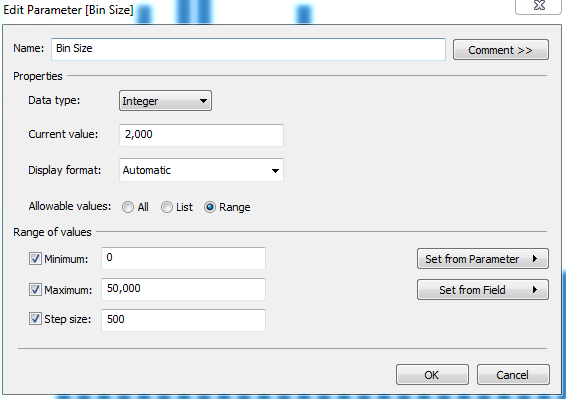 Edit Parameter [Bin Size]
Name: Bin Size Comment >>
Properties
Data type: Integer
Current value: 2,000
Display format: Automatic
Allowable values: All List Range
Range of values
Minimum: 0 Set from Parameter
Maximum: 50,000 Set from Field
Step size: 500
OK Cancel